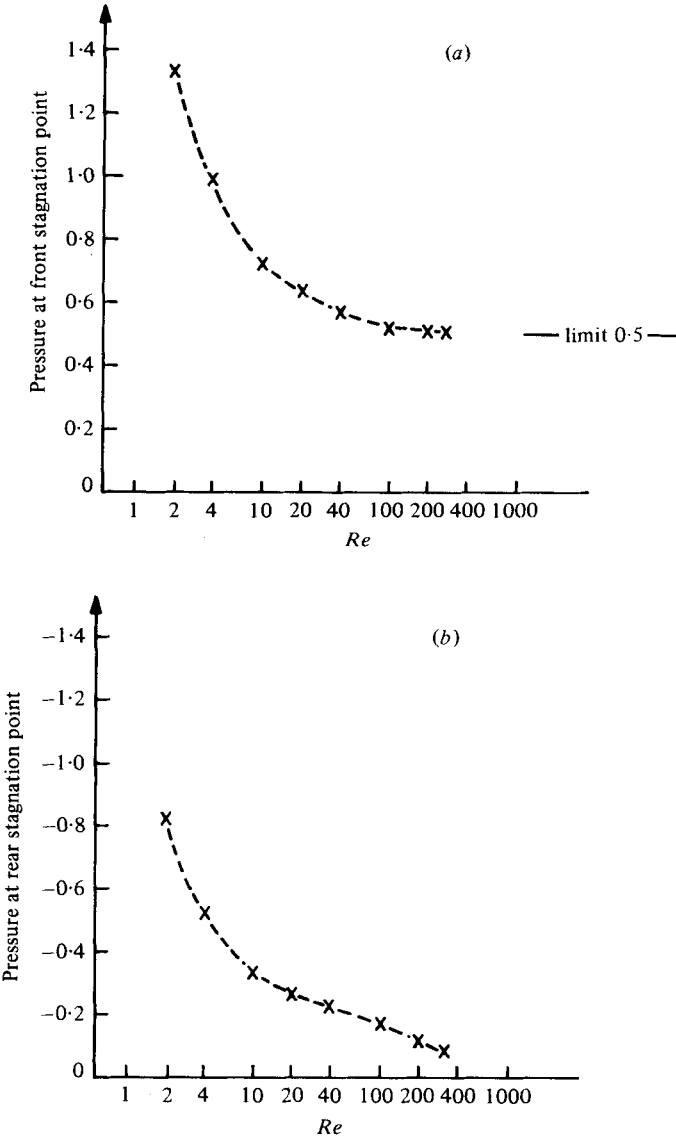 (a)
Pressure at front stagnation point
1·4
1·2
1·0
0·8
0·6
0·4
0·2
0
limit 0·5
1 2 4 10 20 40 100 200 400 1000
Re
(b)
Pressure at rear stagnation point
−1·4
−1·2
−1·0
−0·8
−0·6
−0·4
−0·2
0
1 2 4 10 20 40 100 200 400 1000
Re